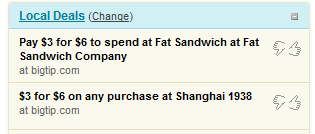 Local Deals (Change)
Pay $3 for $6 to spend at Fat Sandwich at Fat
Sandwich Company
at bigtip.com
$3 for $6 on any purchase at Shanghai 1938
at bigtip.com